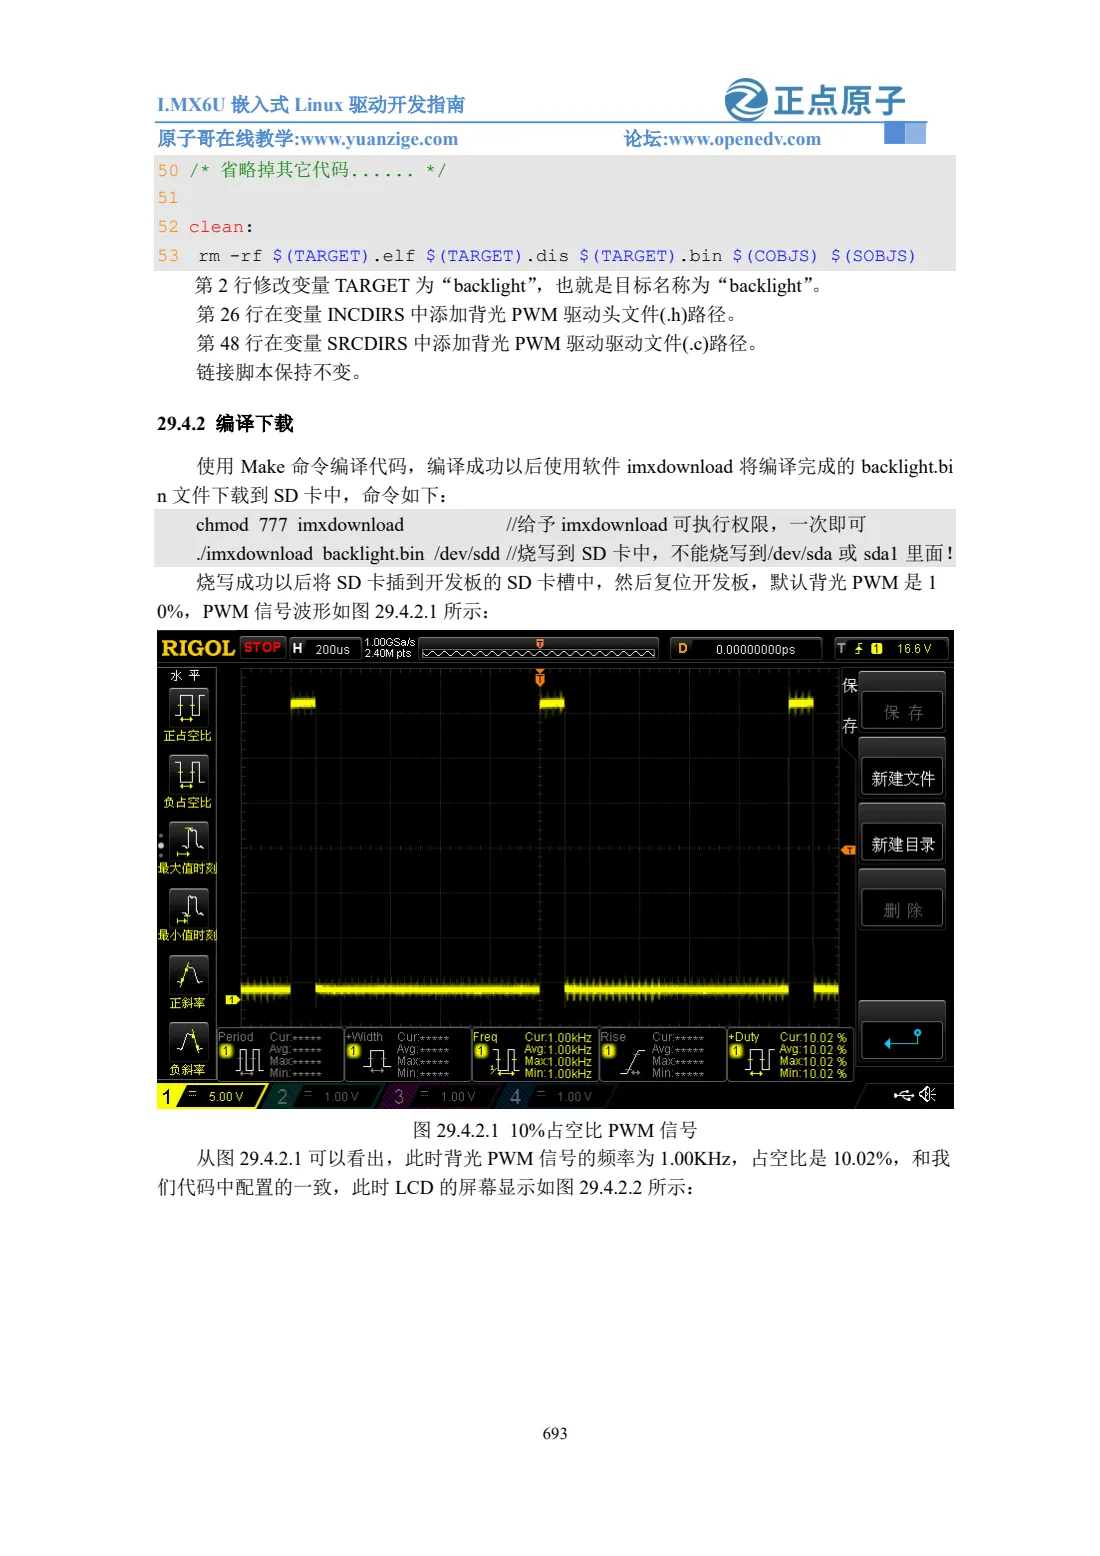 I.MX6U 嵌入式 Linux 驱动开发指南
正点原子
原子哥在线教学:www.yuanzige.com 论坛:www.openedv.com
50 /* 省略掉其它代码...... */
51
52 clean:
53 rm -rf $(TARGET).elf $(TARGET).dis $(TARGET).bin $(COBJS) $(SOBJS)
第 2 行修改变量 TARGET 为“backlight”，也就是目标名称为“backlight”。
第 26 行在变量 INCDIRS 中添加背光 PWM 驱动头文件(.h)路径。
第 48 行在变量 SRCDIRS 中添加背光 PWM 驱动驱动文件(.c)路径。
链接脚本保持不变。
29.4.2 编译下载
使用 Make 命令编译代码，编译成功以后使用软件 imxdownload 将编译完成的 backlight.bi
n 文件下载到 SD 卡中，命令如下：
chmod 777 imxdownload //给予 imxdownload 可执行权限，一次即可
./imxdownload backlight.bin /dev/sdd //烧写到 SD 卡中，不能烧写到/dev/sda 或 sda1 里面！
烧写成功以后将 SD 卡插到开发板的 SD 卡槽中，然后复位开发板，默认背光 PWM 是 1
0%，PWM 信号波形如图 29.4.2.1 所示：
RIGOL STOP H 200us 1.00GSa/s 2.40M pts T D 0.00000000ps T 1 16.6 V
水 平
正占空比
负占空比
最大值时刻
最小值时刻
正斜率
负斜率
T
T
1
保存
保 存
新建文件
新建目录
删 除
Period 1 Cur:***** Avg:***** Max:***** Min:*****
+Width 1 Cur:***** Avg:***** Max:***** Min:*****
Freq 1 Cur:1.00kHz Avg:1.00kHz Max:1.00kHz Min:1.00kHz
Rise 1 Cur:***** Avg:***** Max:***** Min:*****
+Duty 1 Cur:10.02 % Avg:10.02 % Max:10.02 % Min:10.02 %
1 = 5.00 V 2 = 1.00 V 3 = 1.00 V 4 = 1.00 V
图 29.4.2.1 10%占空比 PWM 信号
从图 29.4.2.1 可以看出，此时背光 PWM 信号的频率为 1.00KHz，占空比是 10.02%，和我
们代码中配置的一致，此时 LCD 的屏幕显示如图 29.4.2.2 所示：
693